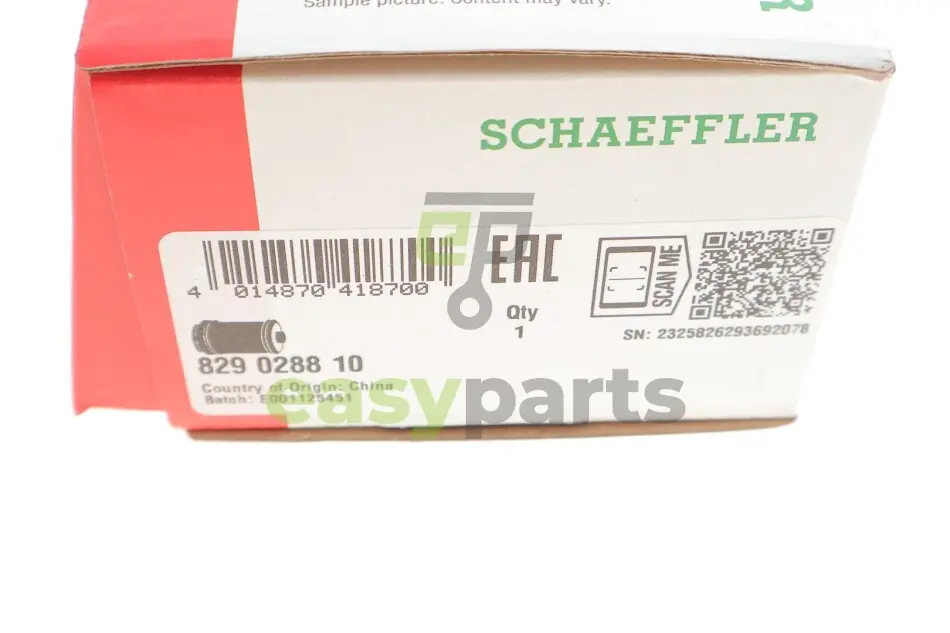 Sample picture. Content may vary.
SCHAEFFLER
4 014870 418700
EAC
Qty
1
SCAN ME
SN: 2325826293692078
829 0288 10
Country of Origin: China
Batch: E001125451
easyparts